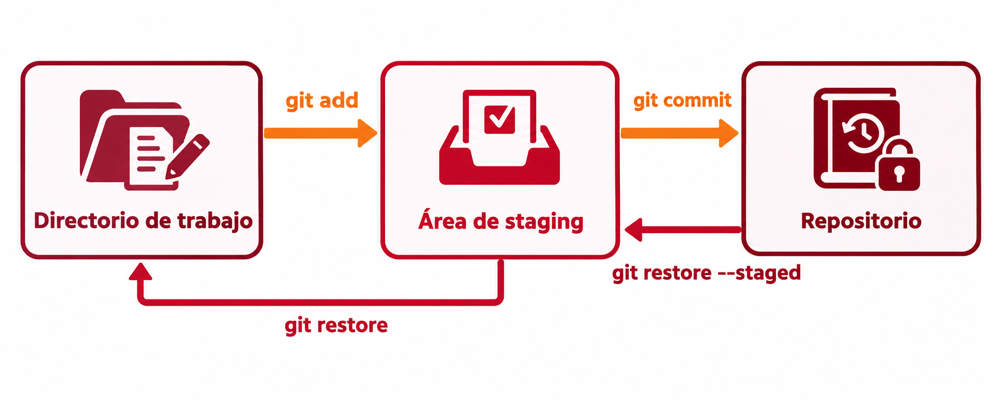 git add
git commit
Directorio de trabajo
Área de staging
Repositorio
git restore --staged
git restore